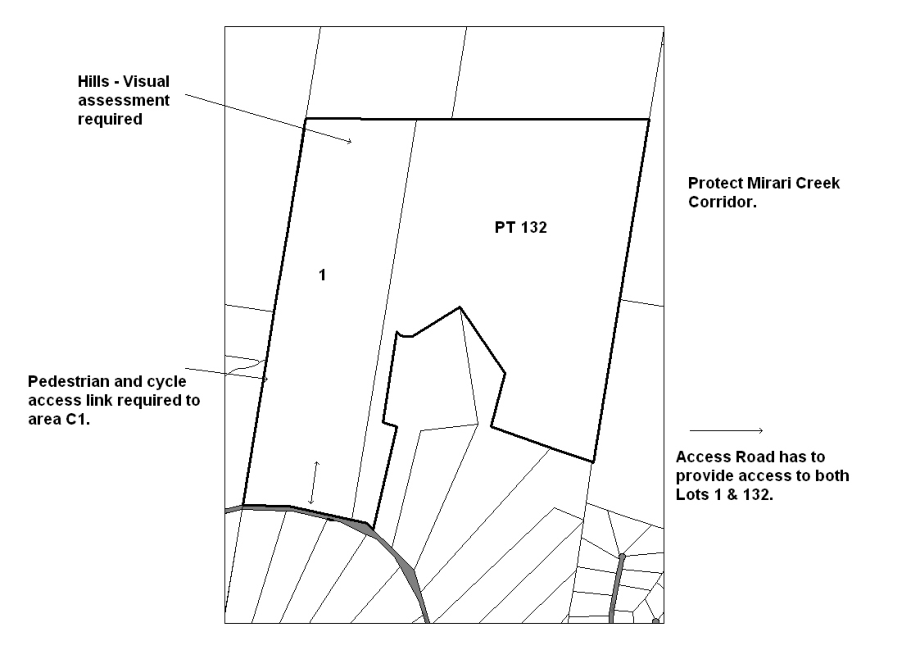 Hills - Visual
assessment
required
Protect Mirari Creek
Corridor.
PT 132
1
Pedestrian and cycle
access link required to
area C1.
Access Road has to
provide access to both
Lots 1 & 132.